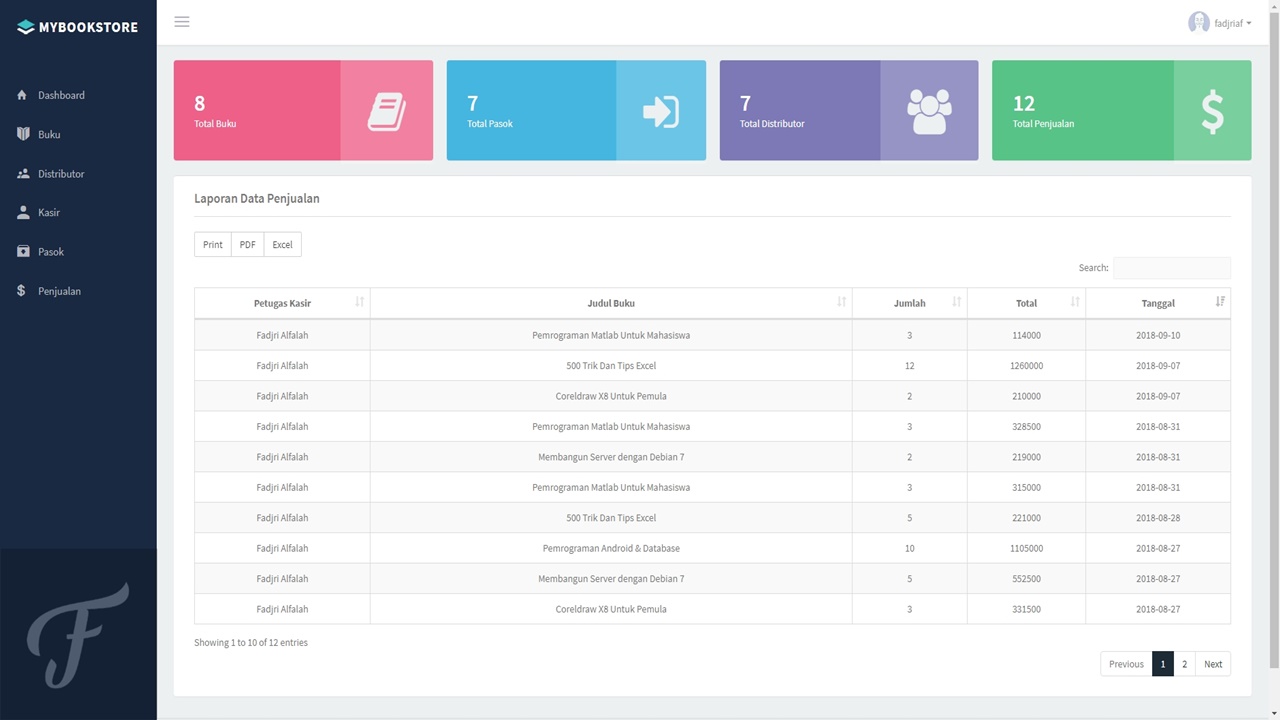 MYBOOKSTORE
fadjriaf
Dashboard
Buku
Distributor
Kasir
Pasok
Penjualan
8
Total Buku
7
Total Pasok
7
Total Distributor
12
Total Penjualan
Laporan Data Penjualan
Print PDF Excel
Search:
Petugas Kasir Judul Buku Jumlah Total Tanggal
Fadjri Alfalah Pemrograman Matlab Untuk Mahasiswa 3 114000 2018-09-10
Fadjri Alfalah 500 Trik Dan Tips Excel 12 1260000 2018-09-07
Fadjri Alfalah Coreldraw X8 Untuk Pemula 2 210000 2018-09-07
Fadjri Alfalah Pemrograman Matlab Untuk Mahasiswa 3 328500 2018-08-31
Fadjri Alfalah Membangun Server dengan Debian 7 2 219000 2018-08-31
Fadjri Alfalah Pemrograman Matlab Untuk Mahasiswa 3 315000 2018-08-31
Fadjri Alfalah 500 Trik Dan Tips Excel 5 221000 2018-08-28
Fadjri Alfalah Pemrograman Android & Database 10 1105000 2018-08-27
Fadjri Alfalah Membangun Server dengan Debian 7 5 552500 2018-08-27
Fadjri Alfalah Coreldraw X8 Untuk Pemula 3 331500 2018-08-27
Showing 1 to 10 of 12 entries
Previous 1 2 Next
F